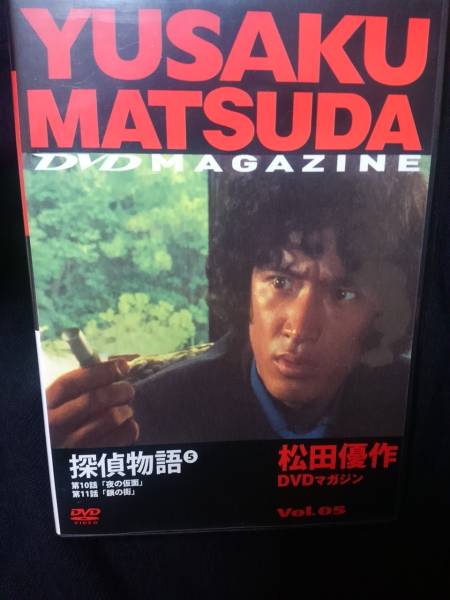 YUSAKU
MATSUDA
DVD MAGAZINE
探偵物語5
第10話「夜の仮面」
第11話「鎖の街」
松田優作
DVDマガジン
DVD
VIDEO
Vol.05